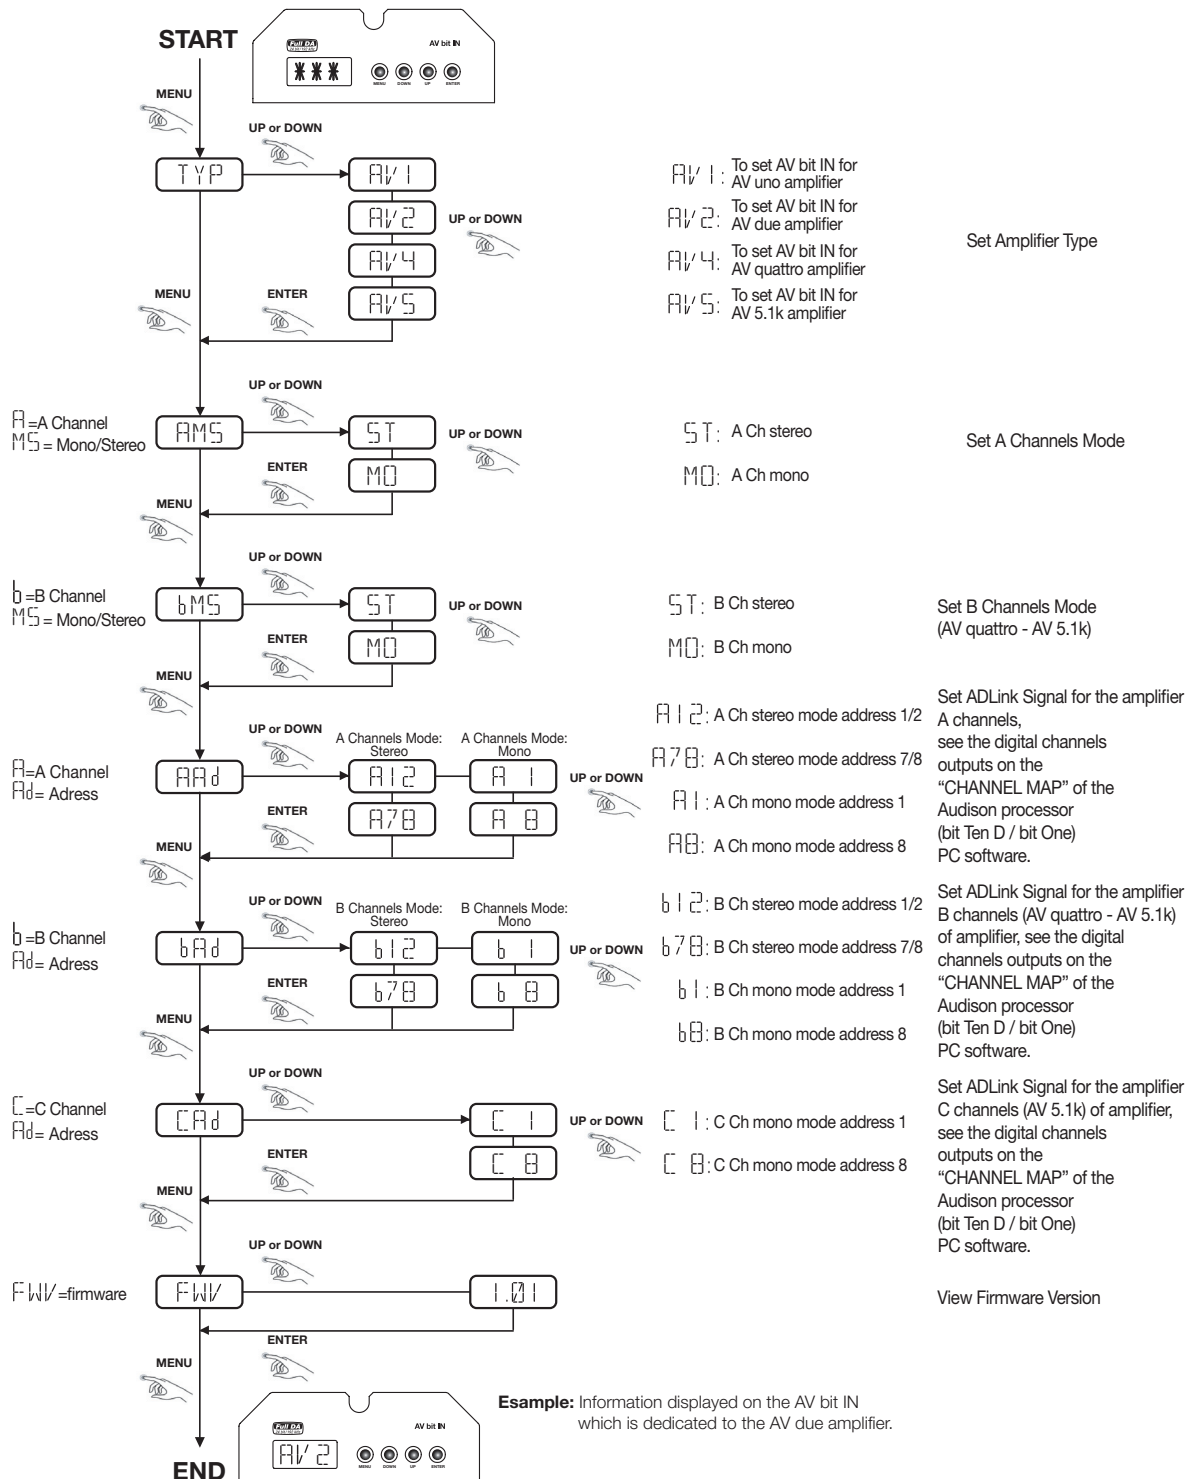 START
Full DA
AV bit IN
***
MENU DOWN UP ENTER
MENU
UP or DOWN
TYP
AV1
AV2
AV4
AV5
UP or DOWN
MENU
ENTER
AV1: To set AV bit IN for
AV uno amplifier
AV2: To set AV bit IN for
AV due amplifier
AV4: To set AV bit IN for
AV quattro amplifier
AV5: To set AV bit IN for
AV 5.1k amplifier
Set Amplifier Type
UP or DOWN
A=A Channel
MS = Mono/Stereo
AMS
ST
MO
UP or DOWN
ENTER
MENU
ST: A Ch stereo
MO: A Ch mono
Set A Channels Mode
UP or DOWN
b=B Channel
MS = Mono/Stereo
bMS
ST
MO
UP or DOWN
ENTER
MENU
ST: B Ch stereo
MO: B Ch mono
Set B Channels Mode
(AV quattro - AV 5.1k)
UP or DOWN
A Channels Mode:
Stereo
A Channels Mode:
Mono
A=A Channel
Ad= Adress
AAd
A12
A 1
A78
A 8
UP or DOWN
ENTER
MENU
A12: A Ch stereo mode address 1/2
A78: A Ch stereo mode address 7/8
A1: A Ch mono mode address 1
A8: A Ch mono mode address 8
Set ADLink Signal for the amplifier
A channels,
see the digital channels
outputs on the
“CHANNEL MAP” of the
Audison processor
(bit Ten D / bit One)
PC software.
UP or DOWN
B Channels Mode:
Stereo
B Channels Mode:
Mono
b=B Channel
Ad= Adress
bAd
b12
b 1
b78
b 8
UP or DOWN
ENTER
MENU
b12: B Ch stereo mode address 1/2
b78: B Ch stereo mode address 7/8
b1: B Ch mono mode address 1
b8: B Ch mono mode address 8
Set ADLink Signal for the amplifier
B channels (AV quattro - AV 5.1k)
of amplifier, see the digital
channels outputs on the
“CHANNEL MAP” of the
Audison processor
(bit Ten D / bit One)
PC software.
UP or DOWN
C=C Channel
Ad= Adress
CAd
C 1
C 8
UP or DOWN
ENTER
MENU
C 1: C Ch mono mode address 1
C 8: C Ch mono mode address 8
Set ADLink Signal for the amplifier
C channels (AV 5.1k) of amplifier,
see the digital channels
outputs on the
“CHANNEL MAP” of the
Audison processor
(bit Ten D / bit One)
PC software.
UP or DOWN
FWV=firmware
FWV
1.01
View Firmware Version
ENTER
MENU
Esample: Information displayed on the AV bit IN
which is dedicated to the AV due amplifier.
Full DA
AV bit IN
AV 2
MENU DOWN UP ENTER
END